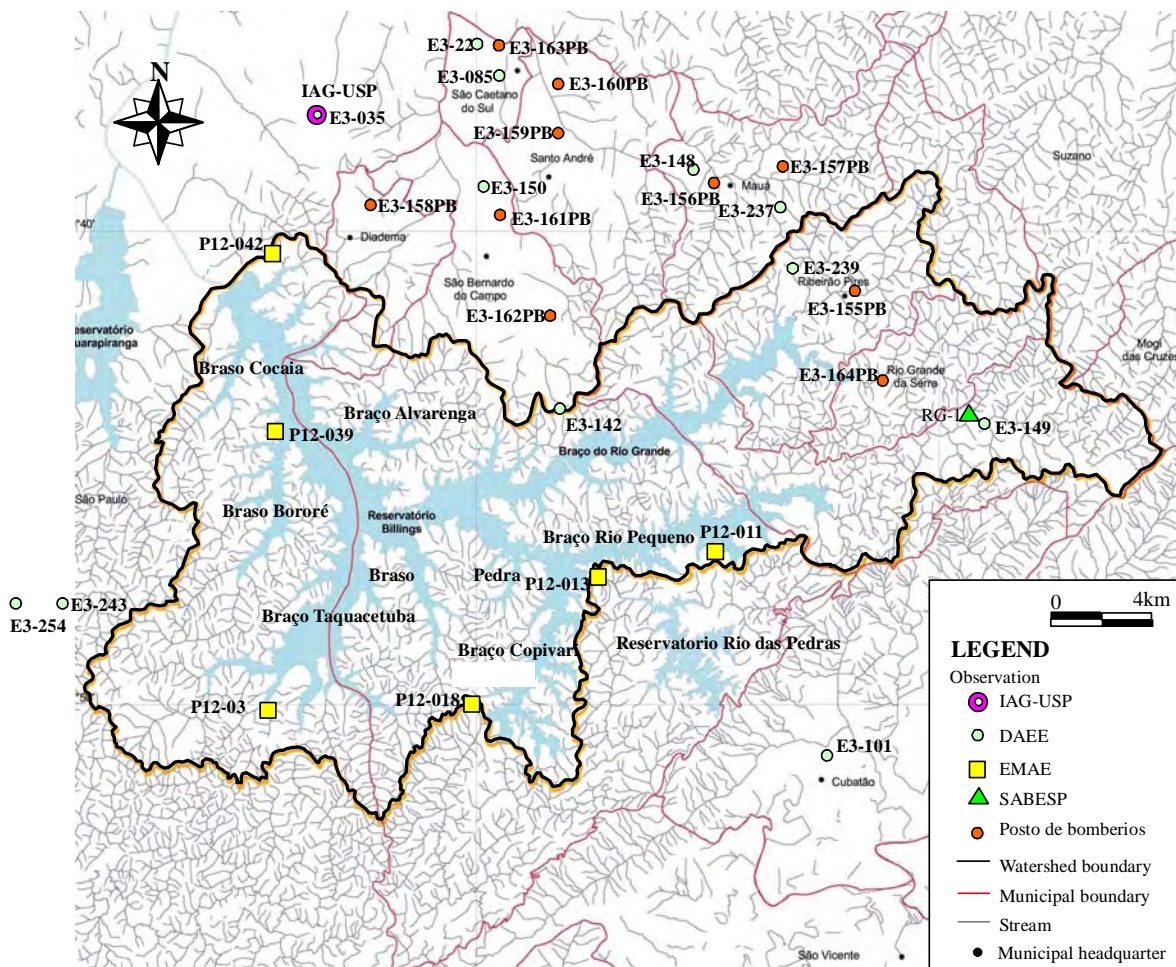 E3-22
E3-163PB
N
E3-085
São Caetano
do Sul
E3-160PB
IAG-USP
E3-035
E3-159PB
Santo André
E3-148
E3-157PB
Suzano
E3-150
E3-156PB
Mauá
E3-158PB
E3-161PB
E3-237
°40'
Diadema
P12-042
São Bernardo
do Campo
E3-239
Ribeirão Pires
E3-162PB
E3-155PB
eservatório
uarapiranga
Mogi
das Cruzes
Braso Cocaia
E3-164PB
Rio Grande
da Serra
Braço Alvarenga
E3-142
RG-1
E3-149
P12-039
Braço do Rio Grande
São Paulo
Braso Bororé
Reservatório
Billings
Braço Rio Pequeno
P12-011
Braso
Pedra
P12-013
E3-243
E3-254
Braço Taquacetuba
Braço Copivari
Reservatorio Rio das Pedras
P12-03
P12-018
E3-101
Cubatão
São Vicente
0 4km
LEGEND
Observation
IAG-USP
DAEE
EMAE
SABESP
Posto de bomberios
Watershed boundary
Municipal boundary
Stream
Municipal headquarter